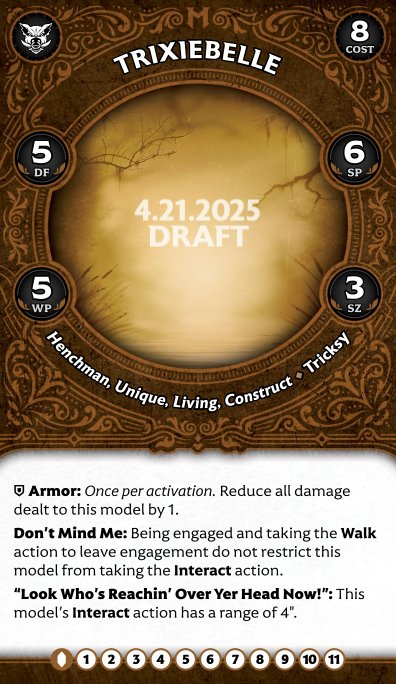 TRIXIEBELLE
8
COST
5
DF
6
SP
4.21.2025
DRAFT
5
WP
3
SZ
Henchman, Unique, Living, Construct ◆ Tricksy
Armor: Once per activation. Reduce all damage
dealt to this model by 1.
Don’t Mind Me: Being engaged and taking the Walk
action to leave engagement do not restrict this
model from taking the Interact action.
“Look Who’s Reachin’ Over Yer Head Now!”: This
model’s Interact action has a range of 4".
1 2 3 4 5 6 7 8 9 10 11